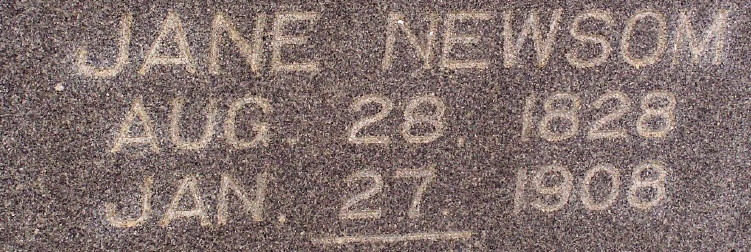 JANE NEWSOM
AUG 28 1828
JAN. 27 1908